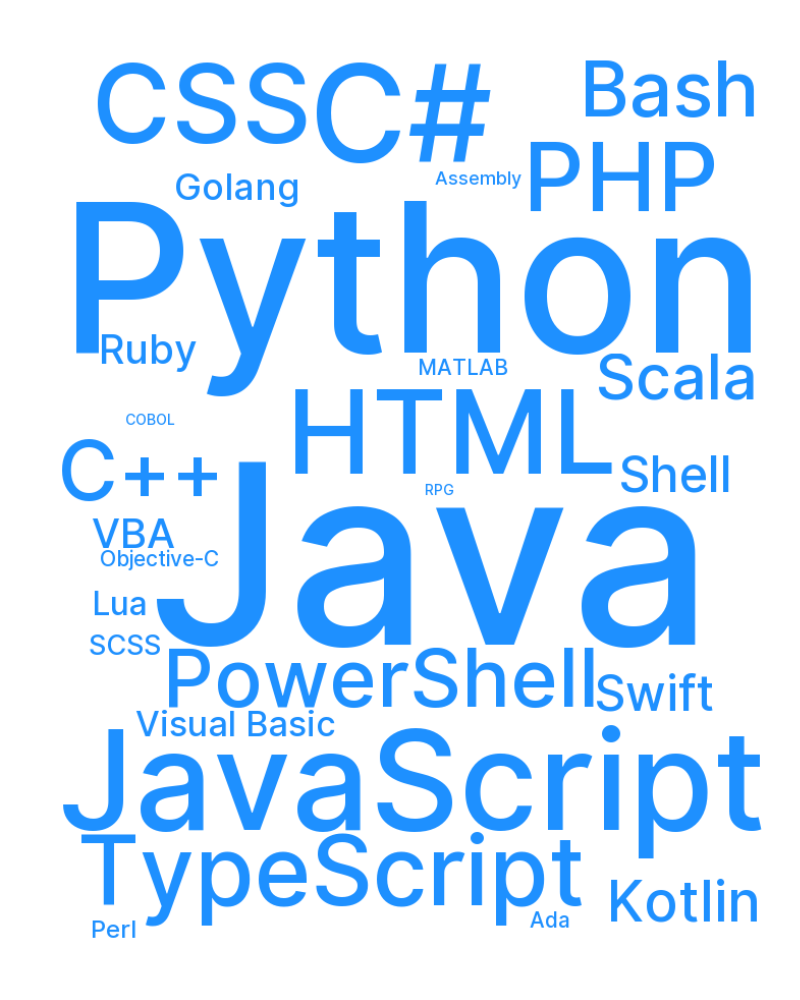 CSS C# Bash
PHP
Golang Assembly
Python
Ruby MATLAB Scala
HTML
COBOL
C++ Shell
RPG
Java
VBA
Objective-C
Lua
SCSS
PowerShell Swift
Visual Basic
JavaScript
TypeScript
Kotlin
Perl Ada